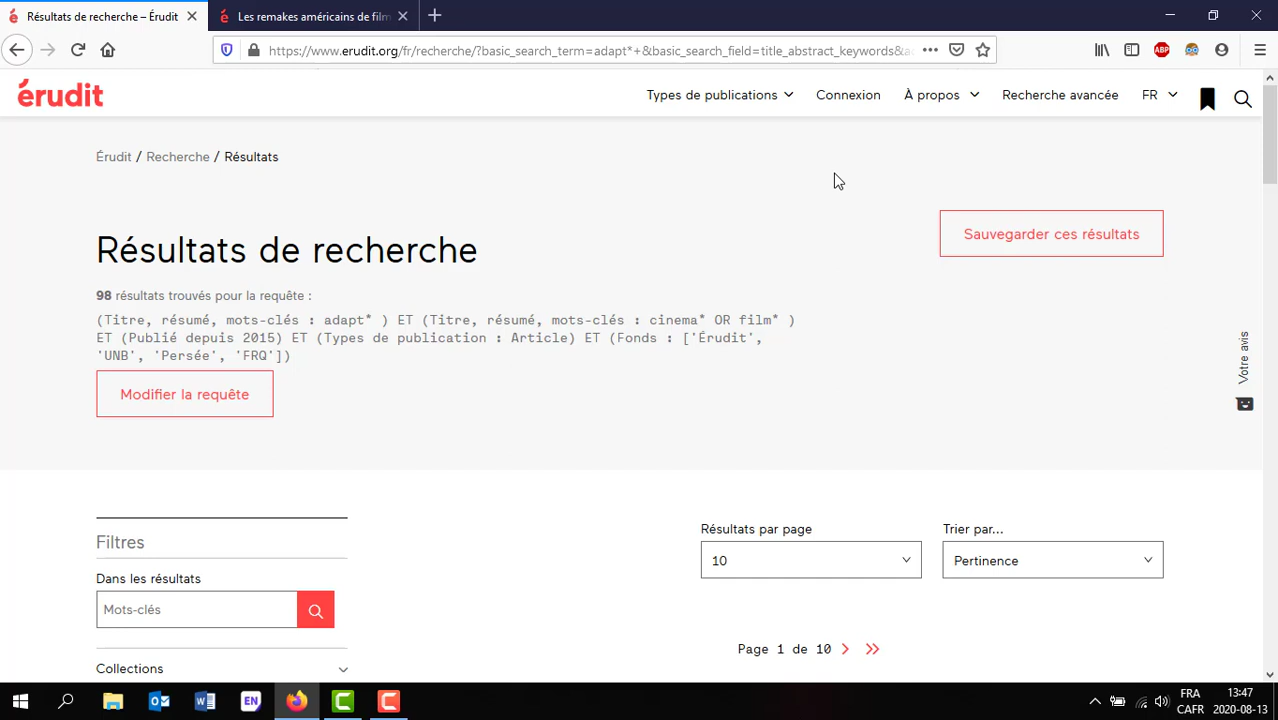 Résultats de recherche – Érudit
Les remakes américains de film
https://www.erudit.org/fr/recherche/?basic_search_term=adapt*+&basic_search_field=title_abstract_keywords&
ABP
érudit
Types de publications
Connexion
À propos
Recherche avancée
FR
Érudit / Recherche / Résultats
Sauvegarder ces résultats
Résultats de recherche
98 résultats trouvés pour la requête :
(Titre, résumé, mots-clés : adapt* ) ET (Titre, résumé, mots-clés : cinema* OR film* )
ET (Publié depuis 2015) ET (Types de publication : Article) ET (Fonds : ['Érudit',
'UNB', 'Persée', 'FRQ'])
Modifier la requête
Votre avis
Filtres
Résultats par page
Trier par...
10
Pertinence
Dans les résultats
Mots-clés
Page 1 de 10
Collections
EN
FRA
CAFR
13:47
2020-08-13